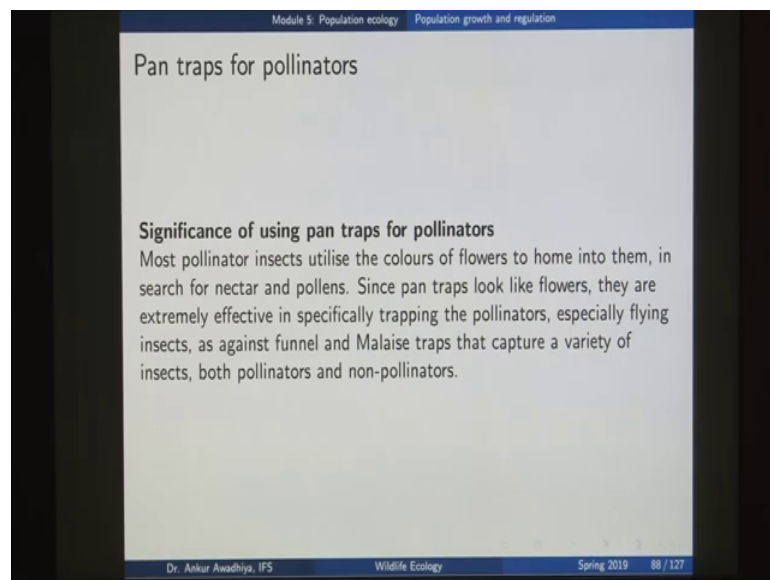 Module 5: Population ecology Population growth and regulation
Pan traps for pollinators
Significance of using pan traps for pollinators
Most pollinator insects utilise the colours of flowers to home into them, in
search for nectar and pollens. Since pan traps look like flowers, they are
extremely effective in specifically trapping the pollinators, especially flying
insects, as against funnel and Malaise traps that capture a variety of
insects, both pollinators and non-pollinators.
Dr. Ankur Awadhiya, IFS Wildlife Ecology Spring 2019 88 / 127